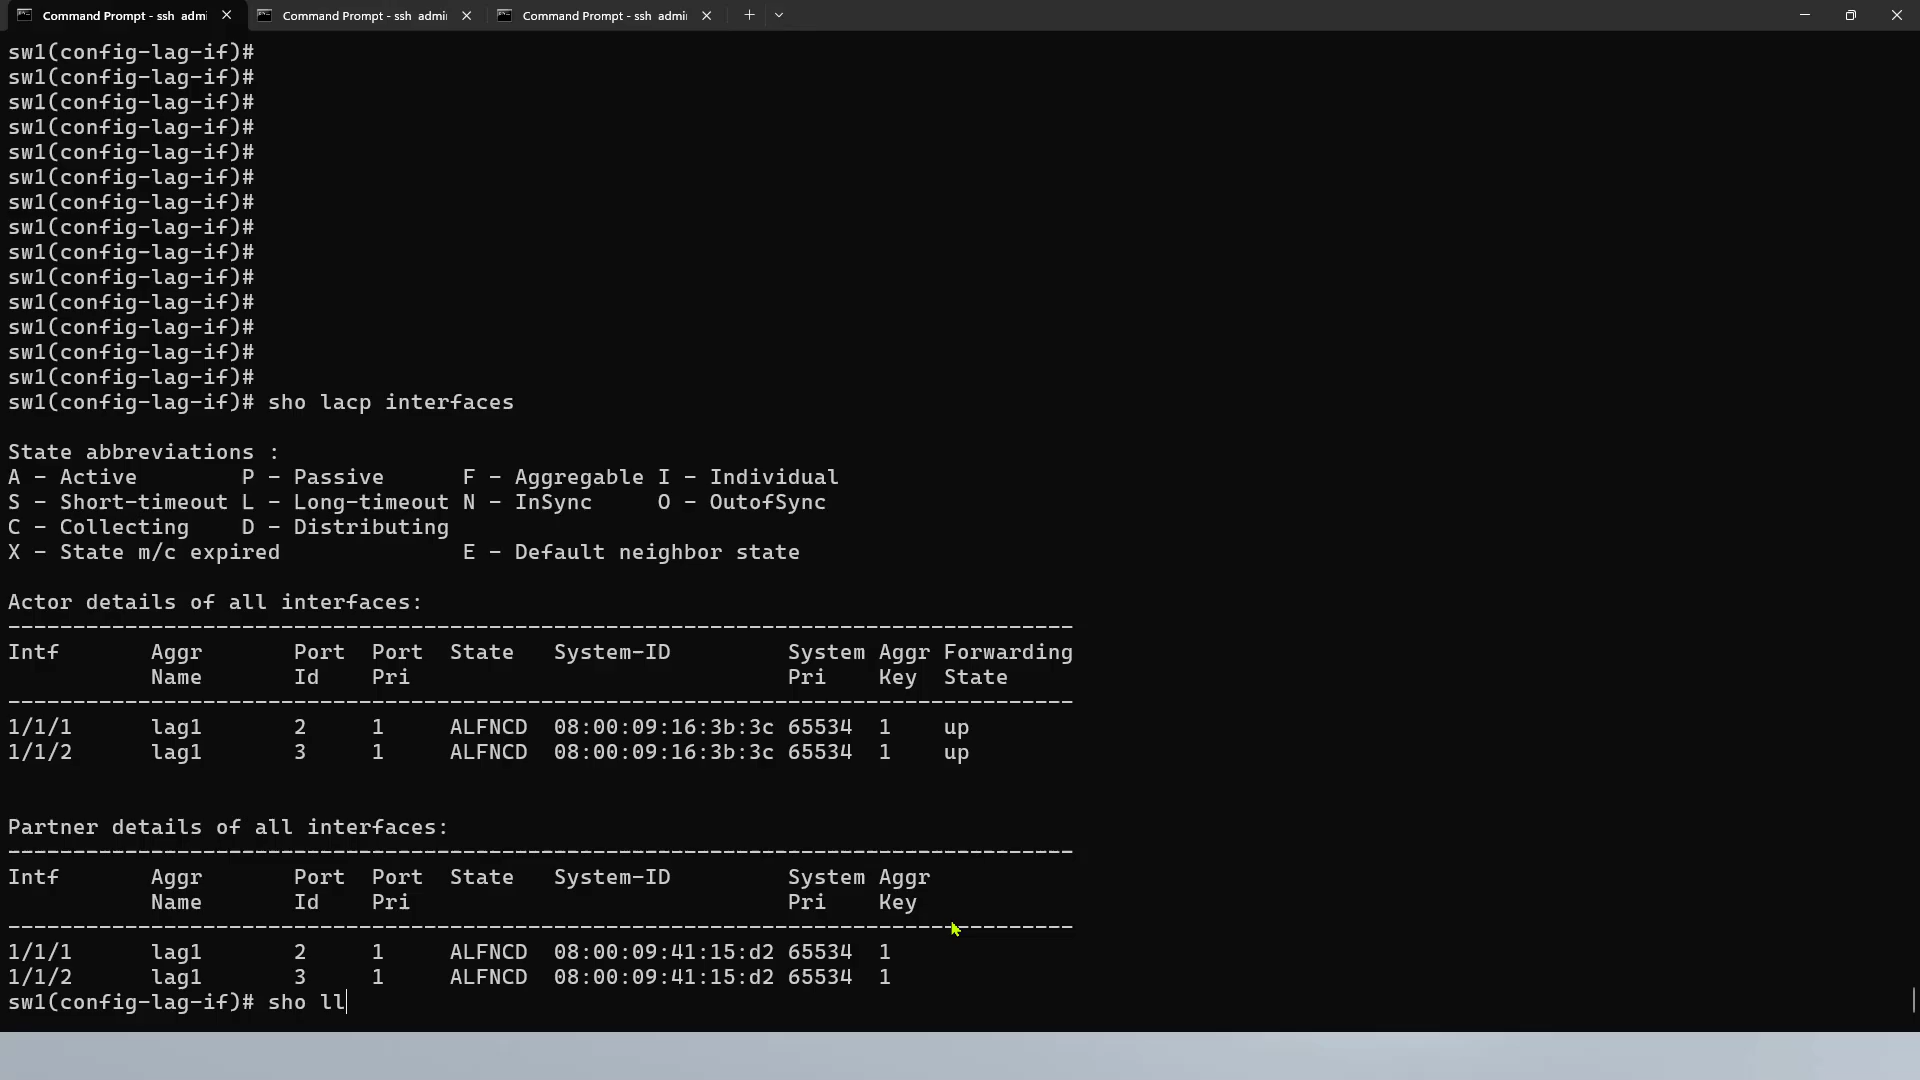 Command Prompt - ssh admi
Command Prompt - ssh admii
Command Prompt - ssh admii
sw1(config-lag-if)#
sw1(config-lag-if)#
sw1(config-lag-if)#
sw1(config-lag-if)#
sw1(config-lag-if)#
sw1(config-lag-if)#
sw1(config-lag-if)#
sw1(config-lag-if)#
sw1(config-lag-if)#
sw1(config-lag-if)#
sw1(config-lag-if)#
sw1(config-lag-if)#
sw1(config-lag-if)#
sw1(config-lag-if)#
sw1(config-lag-if)# sho lacp interfaces
State abbreviations :
A - Active        P - Passive      F - Aggregable I - Individual
S - Short-timeout L - Long-timeout N - InSync     O - OutofSync
C - Collecting    D - Distributing
X - State m/c expired              E - Default neighbor state
Actor details of all interfaces:
----------------------------------------------------------------------------------
Intf       Aggr       Port  Port  State   System-ID         System Aggr Forwarding
           Name       Id    Pri                             Pri    Key  State
----------------------------------------------------------------------------------
1/1/1      lag1       2     1     ALFNCD  08:00:09:16:3b:3c 65534  1    up
1/1/2      lag1       3     1     ALFNCD  08:00:09:16:3b:3c 65534  1    up
Partner details of all interfaces:
----------------------------------------------------------------------------------
Intf       Aggr       Port  Port  State   System-ID         System Aggr
           Name       Id    Pri                             Pri    Key
----------------------------------------------------------------------------------
1/1/1      lag1       2     1     ALFNCD  08:00:09:41:15:d2 65534  1
1/1/2      lag1       3     1     ALFNCD  08:00:09:41:15:d2 65534  1
sw1(config-lag-if)# sho ll